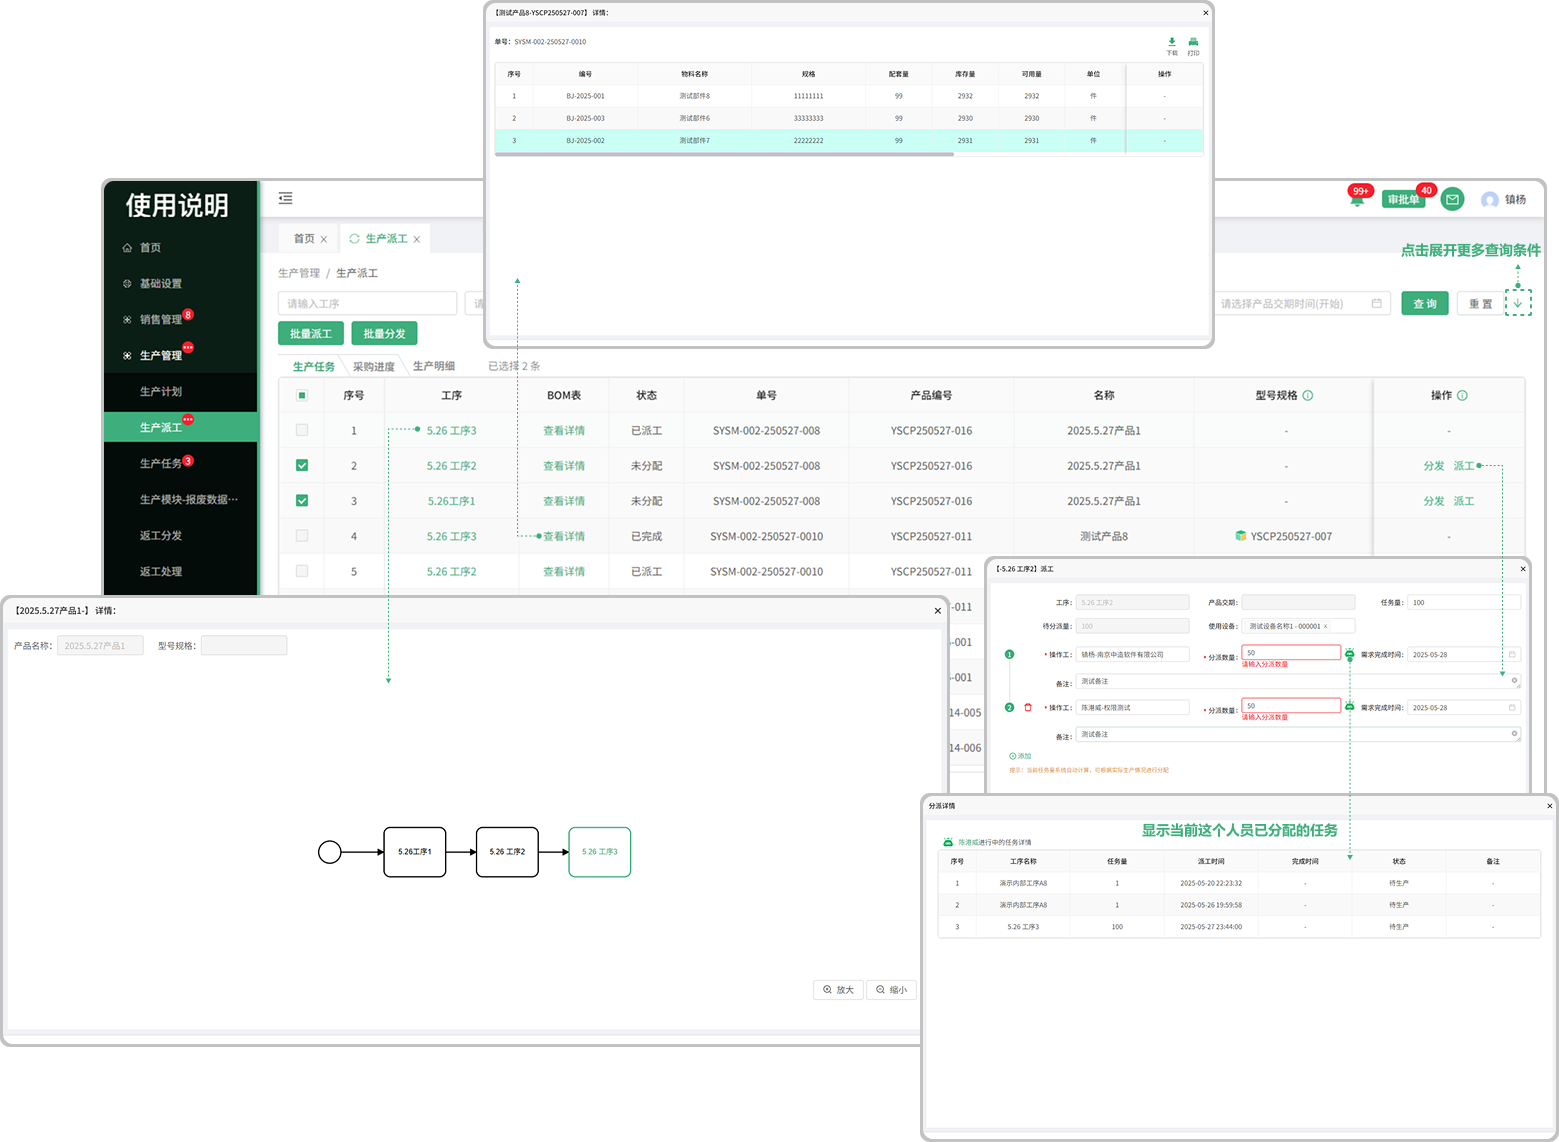 【测试产品8-YSCP250527-007】 详情:
单号: SYSM-002-250527-0010
下载 打印
序号 编号 物料名称 规格 配套量 库存量 可用量 单位 操作
1 BJ-2025-001 测试部件8 11111111 99 2932 2932 件 -
2 BJ-2025-003 测试部件6 33333333 99 2930 2930 件 -
3 BJ-2025-002 测试部件7 22222222 99 2931 2931 件 -
使用说明
首页
基础设置
销售管理 8
生产管理
生产计划
生产派工
生产任务 3
生产模块-报废数据…
返工分发
返工处理
99+ 审批单 40 镇杨
首页 生产派工
点击展开更多查询条件
生产管理 / 生产派工
请输入工序 请 请选择产品交期时间(开始) 查 询 重 置
批量派工 批量分发
生产任务 采购进度 生产明细 已选择 2 条
序号 工序 BOM表 状态 单号 产品编号 名称 型号规格 操作
1 5.26 工序3 查看详情 已派工 SYSM-002-250527-008 YSCP250527-016 2025.5.27产品1 - -
2 5.26 工序2 查看详情 未分配 SYSM-002-250527-008 YSCP250527-016 2025.5.27产品1 - 分发 派工
3 5.26工序1 查看详情 未分配 SYSM-002-250527-008 YSCP250527-016 2025.5.27产品1 - 分发 派工
4 5.26 工序3 查看详情 已完成 SYSM-002-250527-0010 YSCP250527-011 测试产品8 YSCP250527-007 -
5 5.26 工序2 查看详情 已派工 SYSM-002-250527-0010 YSCP250527-011
-011
-001
-001
14-005
14-006
【2025.5.27产品1-】 详情:
产品名称: 2025.5.27产品1 型号规格:
5.26工序1 5.26 工序2 5.26 工序3
放大 缩小
【-5.26 工序2】派工
工序: 5.26 工序2 产品交期: 任务量: 100
待分派量: 100 使用设备: 测试设备名称1 - 000001 ×
1 * 操作工: 镇杨-南京中造软件有限公司 * 分派数量: 50 需求完成时间: 2025-05-28
请输入分派数量
备注: 测试备注
2 * 操作工: 陈港威-权限测试 * 分派数量: 50 需求完成时间: 2025-05-28
请输入分派数量
备注: 测试备注
添加
提示：当前任务量系统自动计算，可根据实际生产情况进行分配
分派详情
显示当前这个人员已分配的任务
陈港威进行中的任务详情
序号 工序名称 任务量 派工时间 完成时间 状态 备注
1 演示内部工序A8 1 2025-05-20 22:23:32 - 待生产 -
2 演示内部工序A8 1 2025-05-26 19:59:58 - 待生产 -
3 5.26 工序3 100 2025-05-27 23:44:00 - 待生产 -